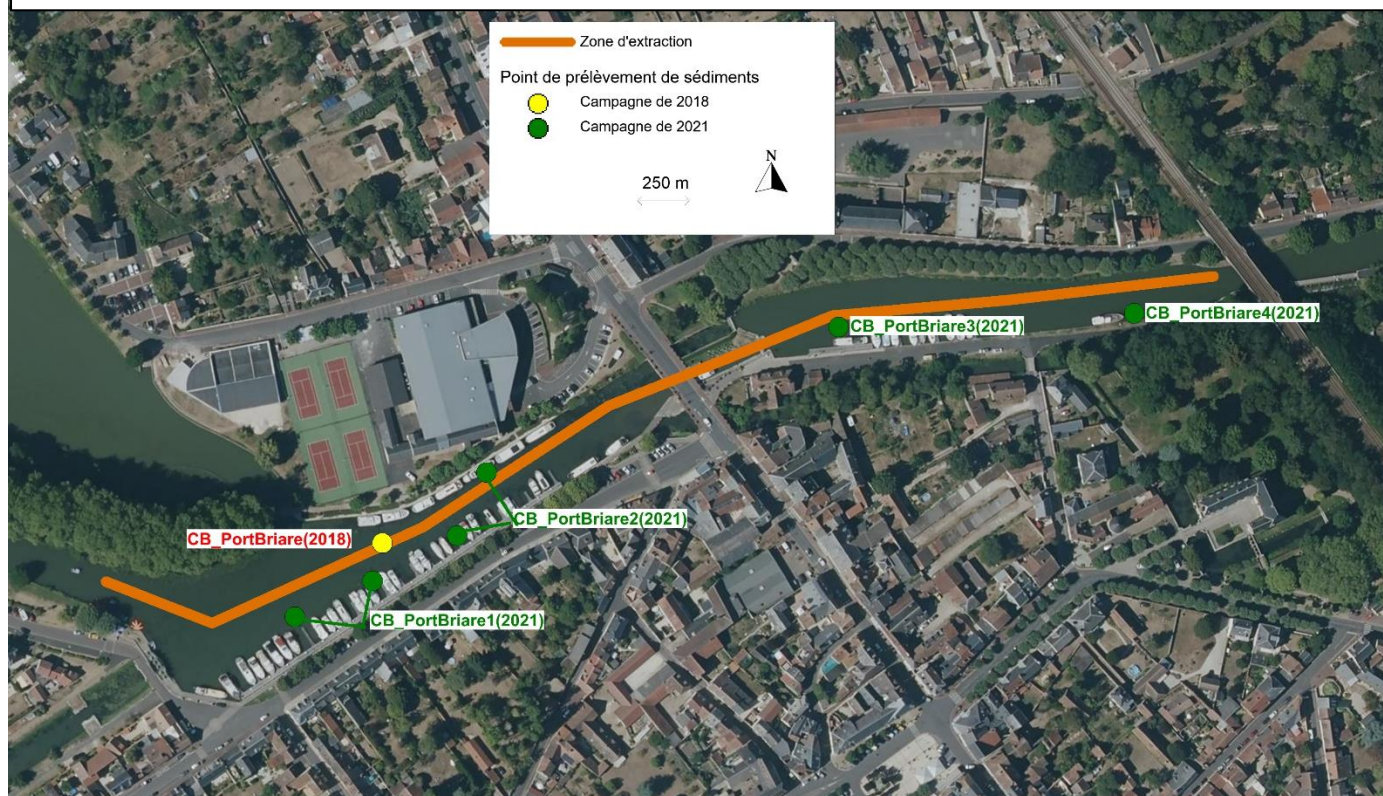 Zone d'extraction
Point de prélèvement de sédiments
Campagne de 2018
Campagne de 2021
N
250 m
CB_PortBriare3(2021)
CB_PortBriare4(2021)
CB_PortBriare2(2021)
CB_PortBriare(2018)
CB_PortBriare1(2021)